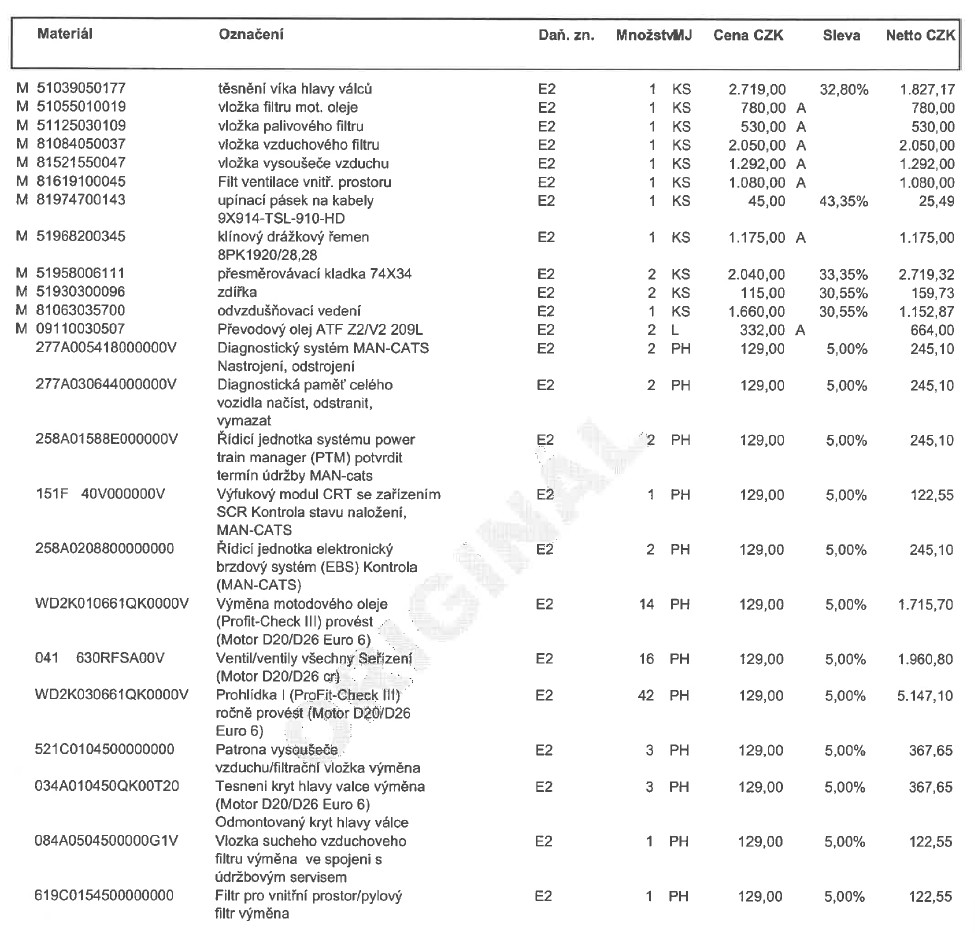 Materiál Označení Daň. zn. Množství MJ Cena CZK Sleva Netto CZK
M 51039050177 těsnění víka hlavy válců E2 1 KS 2.719,00 32,80% 1.827,17
M 51055010019 vložka filtru mot. oleje E2 1 KS 780,00 A 780,00
M 51125030109 vložka palivového filtru E2 1 KS 530,00 A 530,00
M 81084050037 vložka vzduchového filtru E2 1 KS 2.050,00 A 2.050,00
M 81521550047 vložka vysoušeče vzduchu E2 1 KS 1.292,00 A 1.292,00
M 81619100045 Filt ventilace vnitř. prostoru E2 1 KS 1.080,00 A 1.080,00
M 81974700143 upínací pásek na kabely E2 1 KS 45,00 43,35% 25,49
9X914-TSL-910-HD
M 51968200345 klínový drážkový řemen E2 1 KS 1.175,00 A 1.175,00
8PK1920/28,28
M 51958006111 přesměrovávací kladka 74X34 E2 2 KS 2.040,00 33,35% 2.719,32
M 51930300096 zdířka E2 2 KS 115,00 30,55% 159,73
M 81063035700 odvzdušňovací vedení E2 1 KS 1.660,00 30,55% 1.152,87
M 09110030507 Převodový olej ATF Z2/V2 209L E2 2 L 332,00 A 664,00
277A005418000000V Diagnostický systém MAN-CATS E2 2 PH 129,00 5,00% 245,10
Nastrojení, odstrojení
277A030644000000V Diagnostická paměť celého E2 2 PH 129,00 5,00% 245,10
vozidla načíst, odstranit,
vymazat
258A01588E000000V Řídicí jednotka systému power E2 2 PH 129,00 5,00% 245,10
train manager (PTM) potvrdit
termín údržby MAN-cats
151F 40V000000V Výfukový modul CRT se zařízením E2 1 PH 129,00 5,00% 122,55
SCR Kontrola stavu naložení,
MAN-CATS
258A0208800000000 Řídicí jednotka elektronický E2 2 PH 129,00 5,00% 245,10
brzdový systém (EBS) Kontrola
(MAN-CATS)
WD2K010661QK0000V Výměna motodového oleje E2 14 PH 129,00 5,00% 1.715,70
(Profit-Check III) provést
(Motor D20/D26 Euro 6)
041 630RFSA00V Ventil/ventily všechny Seřízení E2 16 PH 129,00 5,00% 1.960,80
(Motor D20/D26 cr)
WD2K030661QK0000V Prohlídka I (ProFit-Check III) E2 42 PH 129,00 5,00% 5.147,10
ročně provést (Motor D20/D26
Euro 6)
521C0104500000000 Patrona vysoušeče E2 3 PH 129,00 5,00% 367,65
vzduchu/filtrační vložka výměna
034A010450QK00T20 Tesneni kryt hlavy valce výměna E2 3 PH 129,00 5,00% 367,65
(Motor D20/D26 Euro 6)
Odmontovaný kryt hlavy válce
084A0504500000G1V Vlozka sucheho vzduchoveho E2 1 PH 129,00 5,00% 122,55
filtru výměna ve spojeni s
údržbovým servisem
619C0154500000000 Filtr pro vnitřní prostor/pylový E2 1 PH 129,00 5,00% 122,55
filtr výměna
ORIGINAL